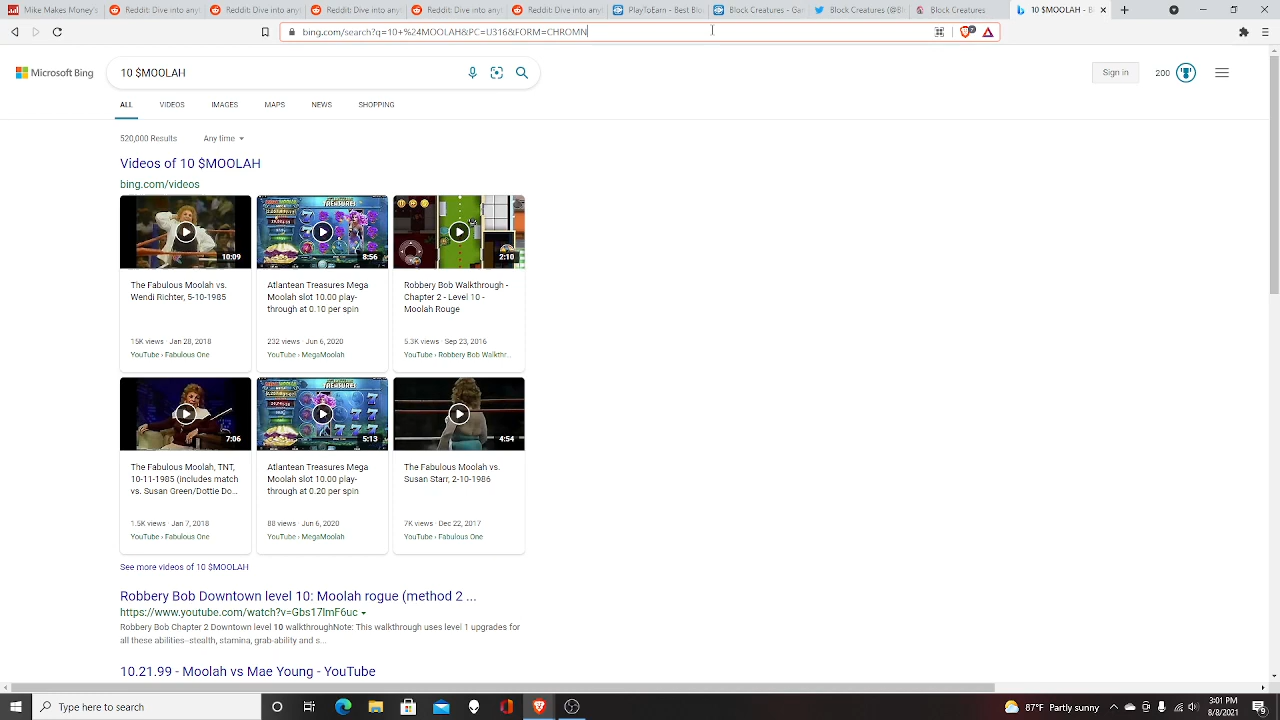 Mike Makes Money's
Reddit Dive into any
Reddit Dive into any
Reddit Dive into any
Reddit Dive into any
Reddit Dive into any
PlayToEarn - Best Blo
Block Creatures - Ga
Block Creatures (@Bl
Block Creatures
10 $MOOLAH - B
bing.com/search?q=10+%24MOOLAH&PC=U316&FORM=CHROMN
Microsoft Bing
10 $MOOLAH
Sign in
200
ALL
VIDEOS
IMAGES
MAPS
NEWS
SHOPPING
520,000 Results
Any time
Videos of 10 $MOOLAH
bing.com/videos
10:09
8:56
2:10
The Fabulous Moolah vs.
Wendi Richter, 5-10-1985
15K views · Jan 28, 2018
YouTube › Fabulous One
Atlantean Treasures Mega
Moolah slot 10.00 play-
through at 0.10 per spin
232 views · Jun 6, 2020
YouTube › MegaMoolah
Robbery Bob Walkthrough -
Chapter 2 - Level 10 -
Moolah Rouge
5.3K views · Sep 23, 2016
YouTube › Robbery Bob Walkthr...
7:06
5:13
4:54
The Fabulous Moolah, TNT,
10-11-1985 (includes match
vs. Susan Green/Dottie Do...
1.5K views · Jan 7, 2018
YouTube › Fabulous One
Atlantean Treasures Mega
Moolah slot 10.00 play-
through at 0.20 per spin
88 views · Jun 6, 2020
YouTube › MegaMoolah
The Fabulous Moolah vs.
Susan Starr, 2-10-1986
7K views · Dec 22, 2017
YouTube › Fabulous One
See more videos of 10 $MOOLAH
Robbery Bob Downtown level 10: Moolah rogue (method 2 ...
https://www.youtube.com/watch?v=Gbs17lmF6uc
Robbery Bob Chapter 2 Downtown level 10 walkthroughNote: This walkthrough uses level 1 upgrades for
all these abilities--stealth, stamina, grab-ability and s...
10.21.99 - Moolah vs Mae Young - YouTube
Type here to search
87°F Partly sunny
3:01 PM
9/8/2021